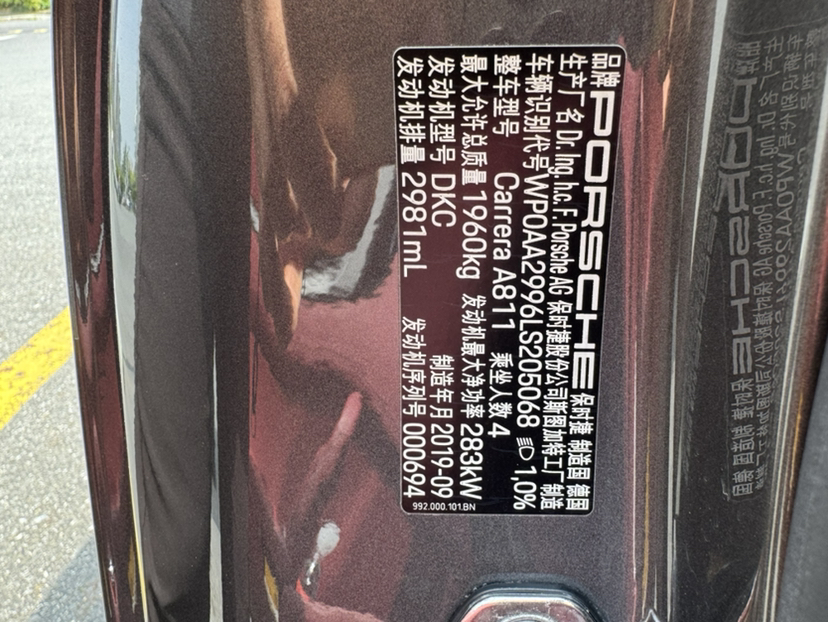 品牌 PORSCHE 保时捷 制造国 德国
生产厂名 Dr. Ing. h.c. F. Porsche AG 保时捷股份公司斯图加特工厂 制造
车辆识别代号 WP0AA2996LS205068 1,0%
整车型号 Carrera A811 乘坐人数 4
最大允许总质量 1960kg 发动机最大净功率 283kW
发动机型号 DKC 制造年月 2019-09
发动机排量 2981mL 发动机序列号 000694
992.000.101.BN